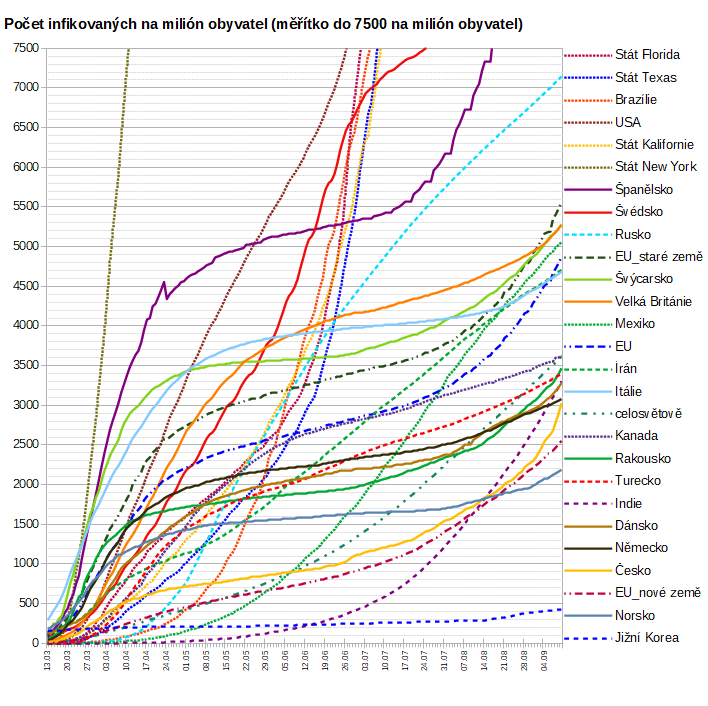 Počet infikovaných na milión obyvatel (měřítko do 7500 na milión obyvatel)
7500
7000
6500
6000
5500
5000
4500
4000
3500
3000
2500
2000
1500
1000
500
0
13.03 20.03 27.03 03.04 10.04 17.04 24.04 01.05 08.05 15.05 22.05 29.05 05.06 12.06 19.06 26.06 03.07 10.07 17.07 24.07 31.07 07.08 14.08 21.08 28.08 04.09
Stát Florida
Stát Texas
Brazílie
USA
Stát Kalifornie
Stát New York
Španělsko
Švédsko
Rusko
EU_staré země
Švýcarsko
Velká Británie
Mexiko
EU
Írán
Itálie
celosvětově
Kanada
Rakousko
Turecko
Indie
Dánsko
Německo
Česko
EU_nové země
Norsko
Jižní Korea